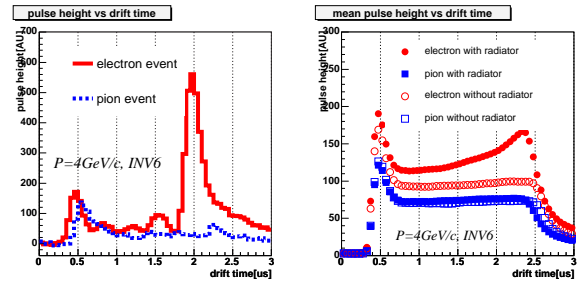 pulse height vs drift time
pulse height[AU]
700
600
500
400
300
200
100
0
electron event
pion event
P=4GeV/c, INV6
0 0.5 1 1.5 2 2.5 3
drift time[us]
mean pulse height vs drift time
pulse height[AU]
300
250
200
150
100
50
0
electron with radiator
pion with radiator
electron without radiator
pion without radiator
P=4GeV/c, INV6
0 0.5 1 1.5 2 2.5 3
drift time[us]